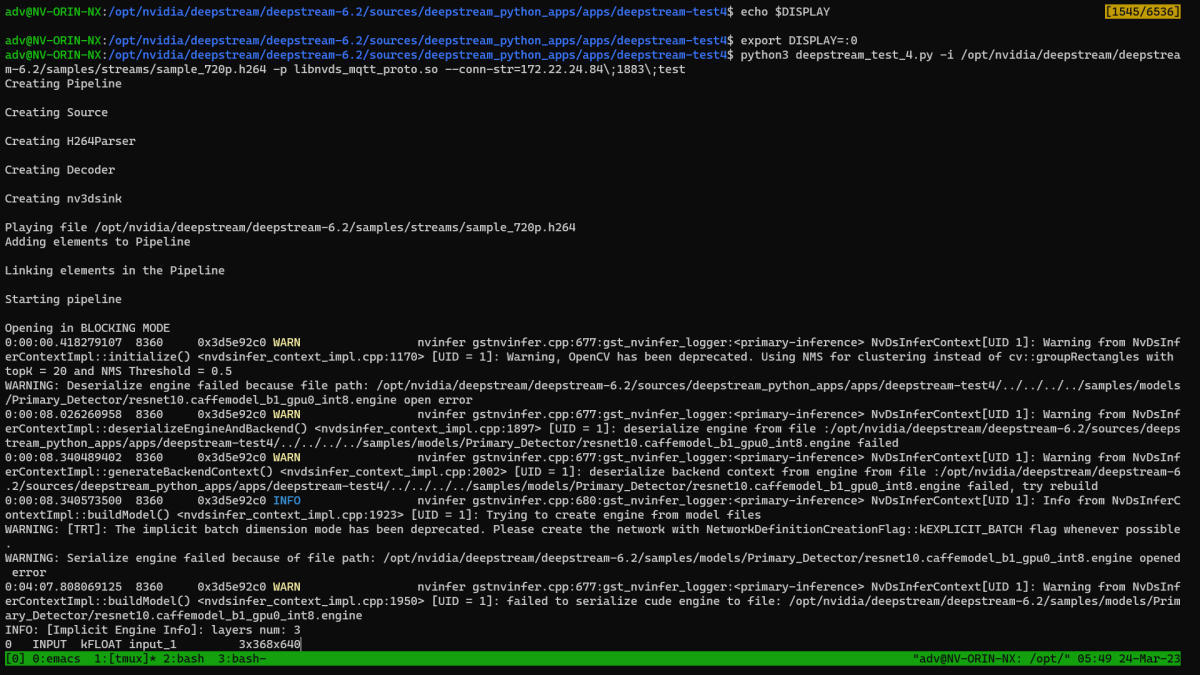 adv@NV-ORIN-NX:/opt/nvidia/deepstream/deepstream-6.2/sources/deepstream_python_apps/apps/deepstream-test4$ echo $DISPLAY [1545/6536]
adv@NV-ORIN-NX:/opt/nvidia/deepstream/deepstream-6.2/sources/deepstream_python_apps/apps/deepstream-test4$ export DISPLAY=:0
adv@NV-ORIN-NX:/opt/nvidia/deepstream/deepstream-6.2/sources/deepstream_python_apps/apps/deepstream-test4$ python3 deepstream_test_4.py -i /opt/nvidia/deepstream/deepstrea
m-6.2/samples/streams/sample_720p.h264 -p libnvds_mqtt_proto.so --conn-str=172.22.24.84\;1883\;test
Creating Pipeline
Creating Source
Creating H264Parser
Creating Decoder
Creating nv3dsink
Playing file /opt/nvidia/deepstream/deepstream-6.2/samples/streams/sample_720p.h264
Adding elements to Pipeline
Linking elements in the Pipeline
Starting pipeline
Opening in BLOCKING MODE
0:00:00.418279107  8360     0x3d5e92c0 WARN                 nvinfer gstnvinfer.cpp:677:gst_nvinfer_logger:<primary-inference> NvDsInferContext[UID 1]: Warning from NvDsInf
erContextImpl::initialize() <nvdsinfer_context_impl.cpp:1170> [UID = 1]: Warning, OpenCV has been deprecated. Using NMS for clustering instead of cv::groupRectangles with
topK = 20 and NMS Threshold = 0.5
WARNING: Deserialize engine failed because file path: /opt/nvidia/deepstream/deepstream-6.2/sources/deepstream_python_apps/apps/deepstream-test4/../../../../samples/models
/Primary_Detector/resnet10.caffemodel_b1_gpu0_int8.engine open error
0:00:08.026260958  8360     0x3d5e92c0 WARN                 nvinfer gstnvinfer.cpp:677:gst_nvinfer_logger:<primary-inference> NvDsInferContext[UID 1]: Warning from NvDsInf
erContextImpl::deserializeEngineAndBackend() <nvdsinfer_context_impl.cpp:1897> [UID = 1]: deserialize engine from file :/opt/nvidia/deepstream/deepstream-6.2/sources/deeps
tream_python_apps/apps/deepstream-test4/../../../../samples/models/Primary_Detector/resnet10.caffemodel_b1_gpu0_int8.engine failed
0:00:08.340489402  8360     0x3d5e92c0 WARN                 nvinfer gstnvinfer.cpp:677:gst_nvinfer_logger:<primary-inference> NvDsInferContext[UID 1]: Warning from NvDsInf
erContextImpl::generateBackendContext() <nvdsinfer_context_impl.cpp:2002> [UID = 1]: deserialize backend context from engine from file :/opt/nvidia/deepstream/deepstream-6
.2/sources/deepstream_python_apps/apps/deepstream-test4/../../../../samples/models/Primary_Detector/resnet10.caffemodel_b1_gpu0_int8.engine failed, try rebuild
0:00:08.340573500  8360     0x3d5e92c0 INFO                 nvinfer gstnvinfer.cpp:680:gst_nvinfer_logger:<primary-inference> NvDsInferContext[UID 1]: Info from NvDsInferC
ontextImpl::buildModel() <nvdsinfer_context_impl.cpp:1923> [UID = 1]: Trying to create engine from model files
WARNING: [TRT]: The implicit batch dimension mode has been deprecated. Please create the network with NetworkDefinitionCreationFlag::kEXPLICIT_BATCH flag whenever possible
.
WARNING: Serialize engine failed because of file path: /opt/nvidia/deepstream/deepstream-6.2/samples/models/Primary_Detector/resnet10.caffemodel_b1_gpu0_int8.engine opened
 error
0:04:07.808069125  8360     0x3d5e92c0 WARN                 nvinfer gstnvinfer.cpp:677:gst_nvinfer_logger:<primary-inference> NvDsInferContext[UID 1]: Warning from NvDsInf
erContextImpl::buildModel() <nvdsinfer_context_impl.cpp:1950> [UID = 1]: failed to serialize cude engine to file: /opt/nvidia/deepstream/deepstream-6.2/samples/models/Prim
ary_Detector/resnet10.caffemodel_b1_gpu0_int8.engine
INFO: [Implicit Engine Info]: layers num: 3
0   INPUT  kFLOAT input_1         3x368x640
[0] 0:emacs  1:[tmux]* 2:bash  3:bash- "adv@NV-ORIN-NX: /opt/" 05:49 24-Mar-23